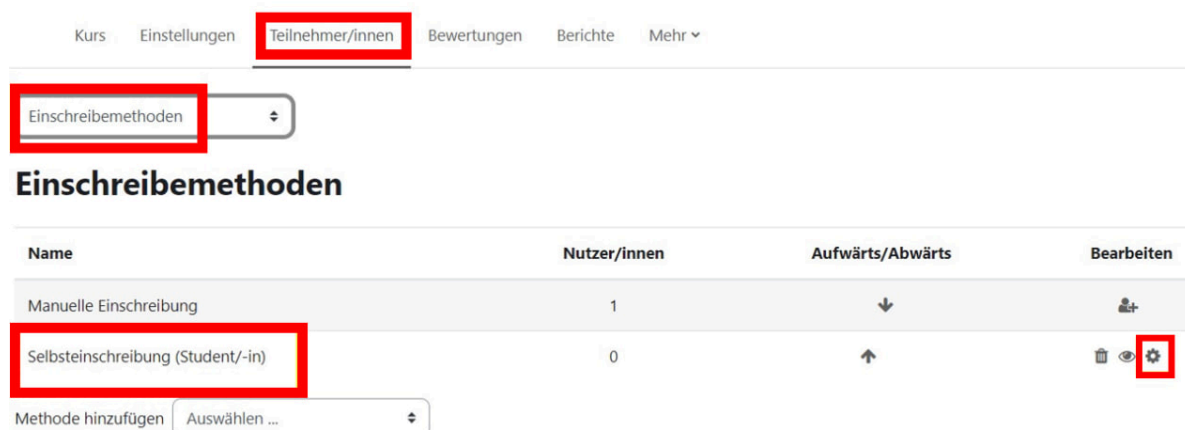 Kurs Einstellungen Teilnehmer/innen Bewertungen Berichte Mehr
Einschreibemethoden
Einschreibemethoden
Name Nutzer/innen Aufwärts/Abwärts Bearbeiten
Manuelle Einschreibung 1
Selbsteinschreibung (Student/-in) 0
Methode hinzufügen Auswählen ...